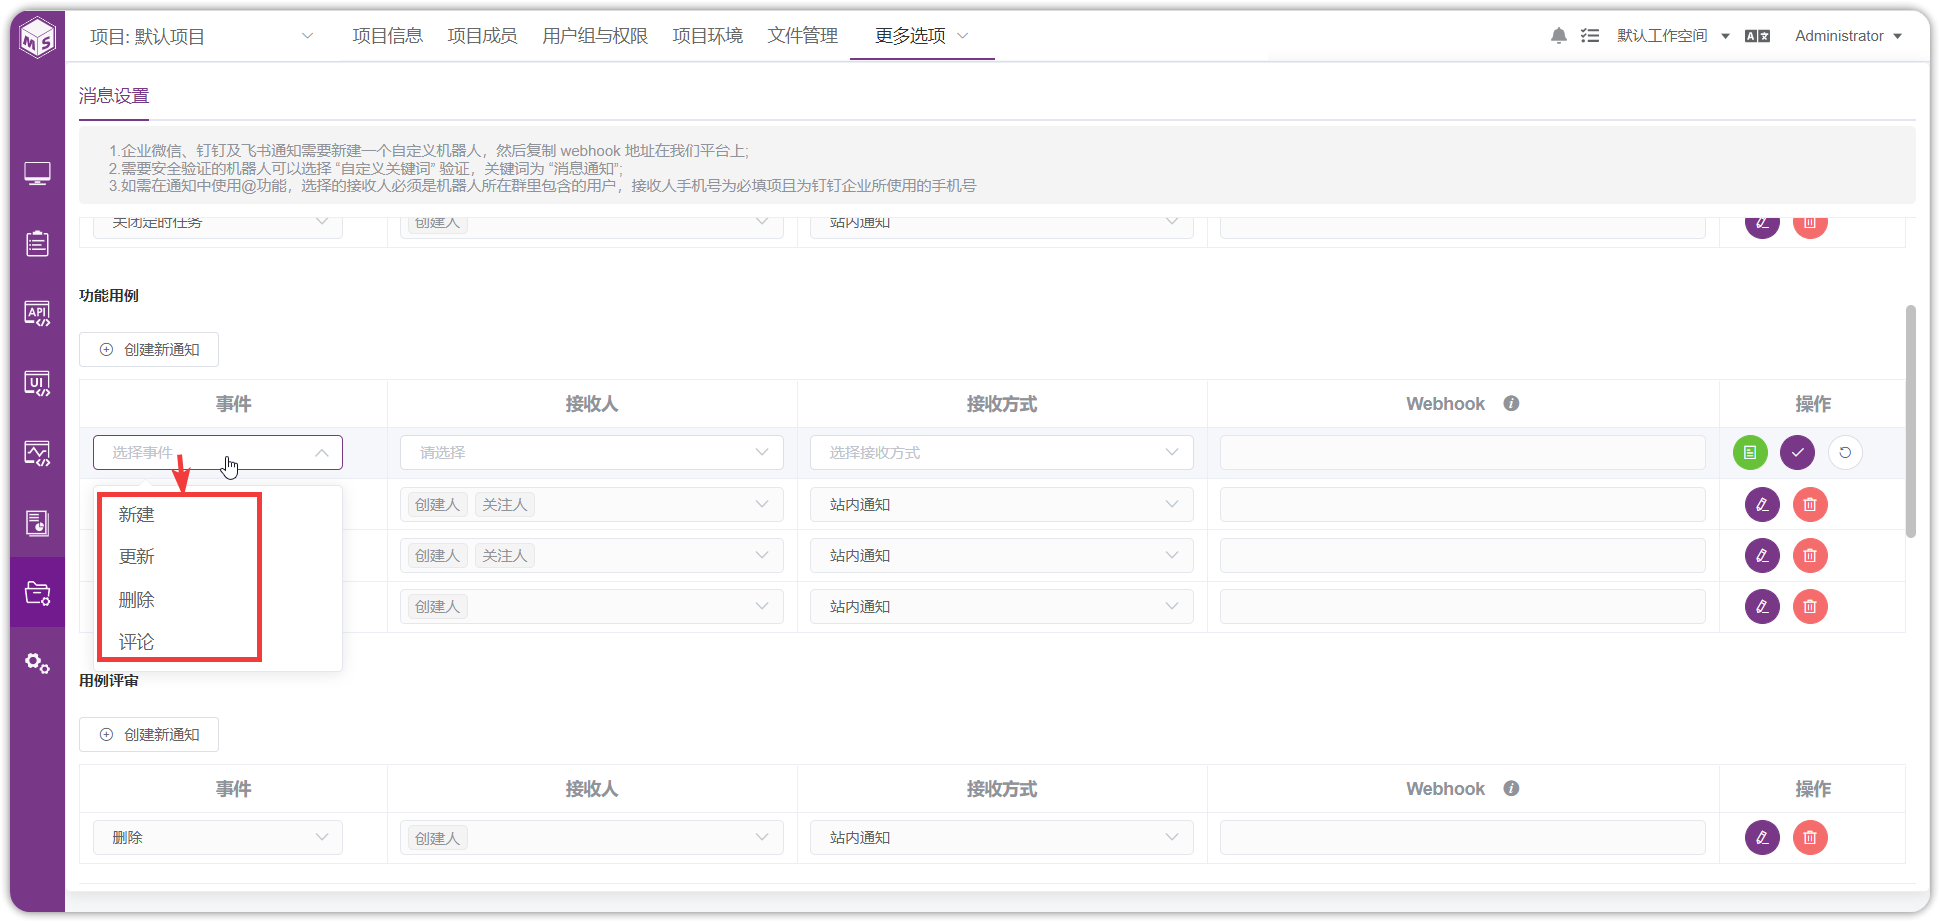 MS
项目: 默认项目
项目信息 项目成员 用户组与权限 项目环境 文件管理 更多选项
默认工作空间
Administrator
消息设置
1.企业微信、钉钉及飞书通知需要新建一个自定义机器人，然后复制 webhook 地址在我们平台上;
2.需要安全验证的机器人可以选择 “自定义关键词” 验证，关键词为 “消息通知”;
3.如需在通知中使用@功能，选择的接收人必须是机器人所在群里包含的用户，接收人手机号为必填项且为钉钉企业所使用的手机号
关闭定时任务 创建人 站内通知
功能用例
创建新通知
事件 接收人 接收方式 Webhook 操作
选择事件 请选择 选择接收方式
创建人 关注人 站内通知
创建人 关注人 站内通知
创建人 站内通知
新建
更新
删除
评论
用例评审
创建新通知
事件 接收人 接收方式 Webhook 操作
删除 创建人 站内通知
API
UI